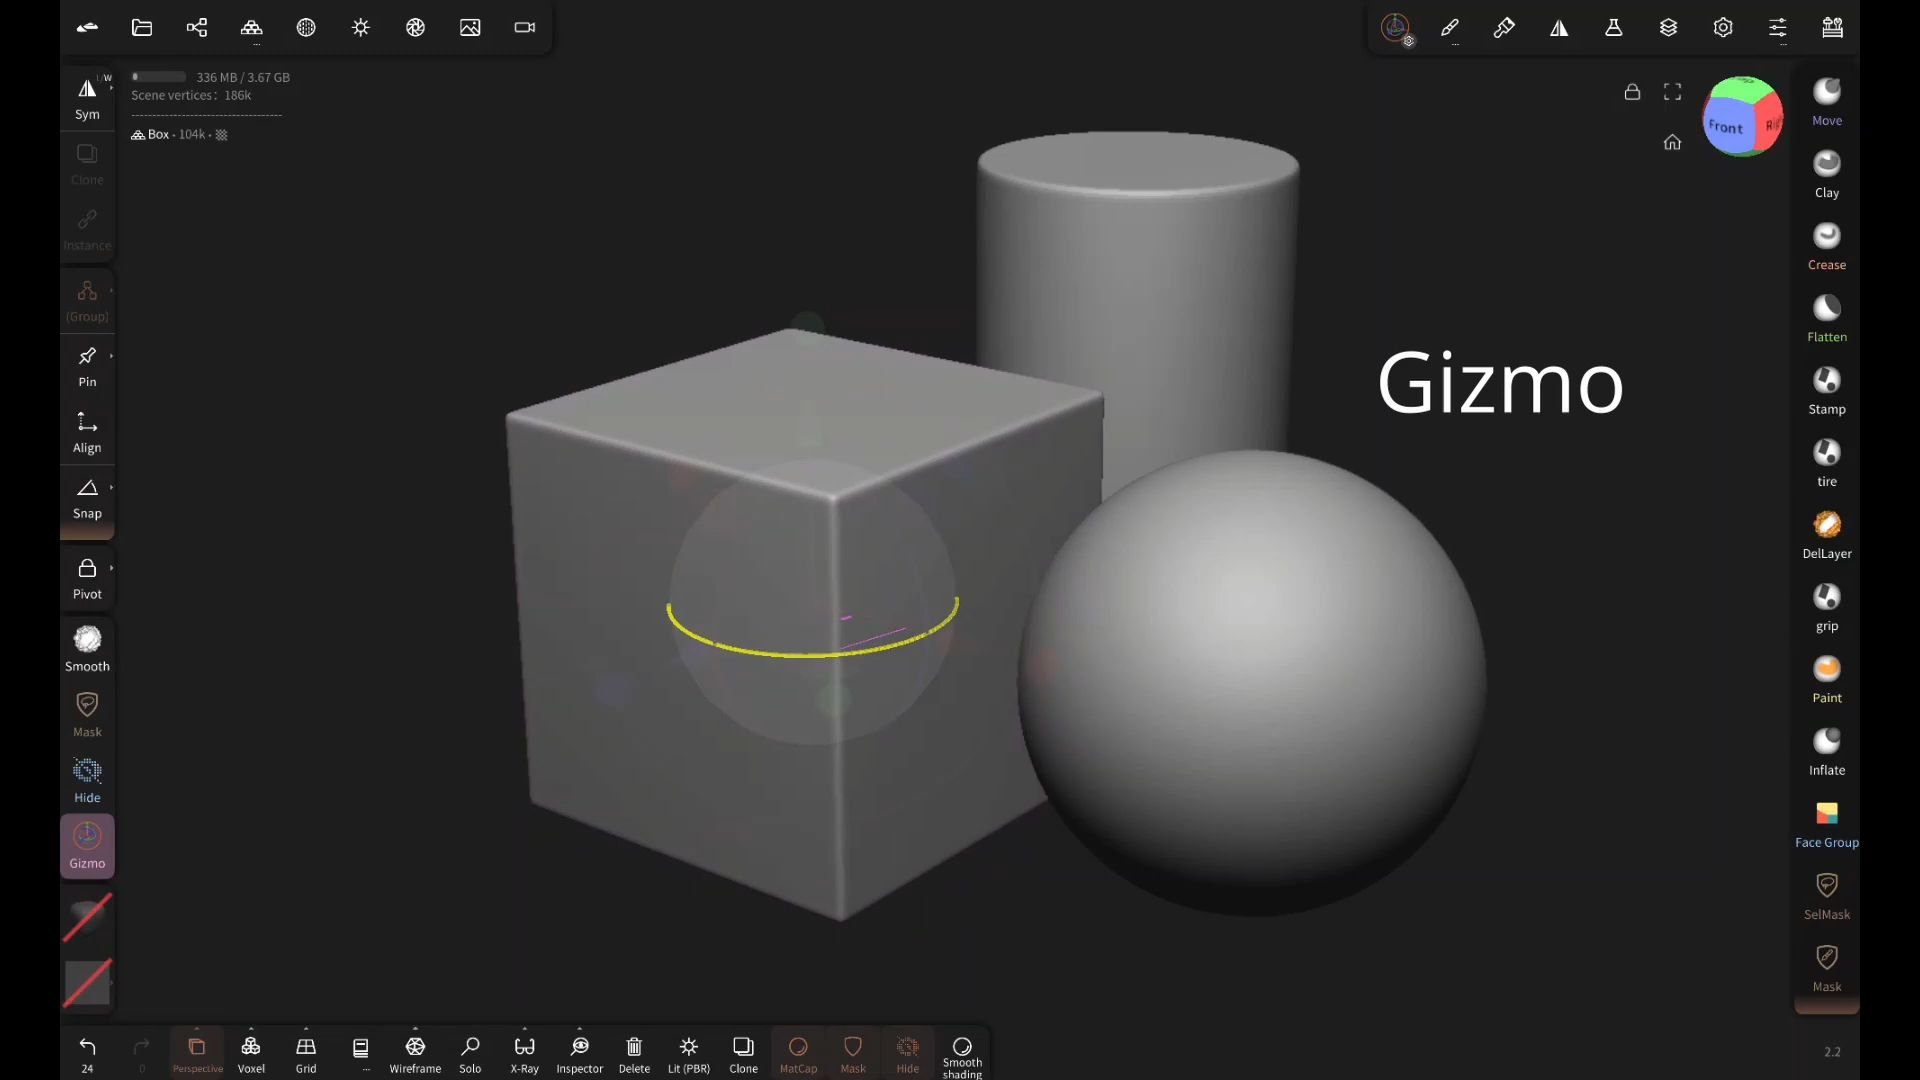 336 MB / 3.67 GB
Scene vertices: 186k
Box • 104k •
Gizmo
L/W
Sym
Clone
Instance
(Group)
Pin
Align
Snap
Pivot
Smooth
Mask
Hide
Gizmo
Front
Move
Clay
Crease
Flatten
Stamp
tire
DelLayer
grip
Paint
Inflate
Face Group
SelMask
Mask
24
0
Perspective
Voxel
Grid
...
Wireframe
Solo
X-Ray
Inspector
Delete
Lit (PBR)
Clone
MatCap
Mask
Hide
Smooth
shading
2.2